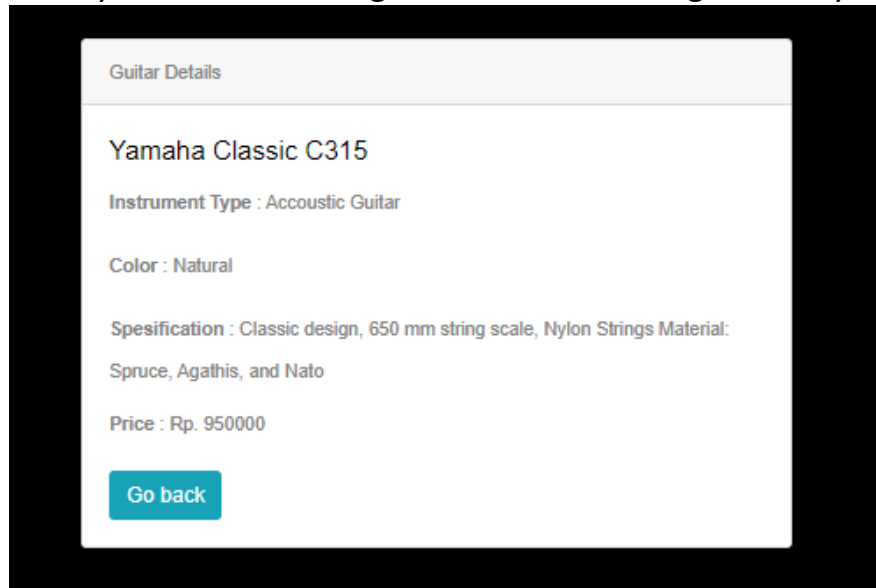 Guitar Details
Yamaha Classic C315
Instrument Type : Accoustic Guitar
Color : Natural
Spesification : Classic design, 650 mm string scale, Nylon Strings Material:
Spruce, Agathis, and Nato
Price : Rp. 950000
Go back